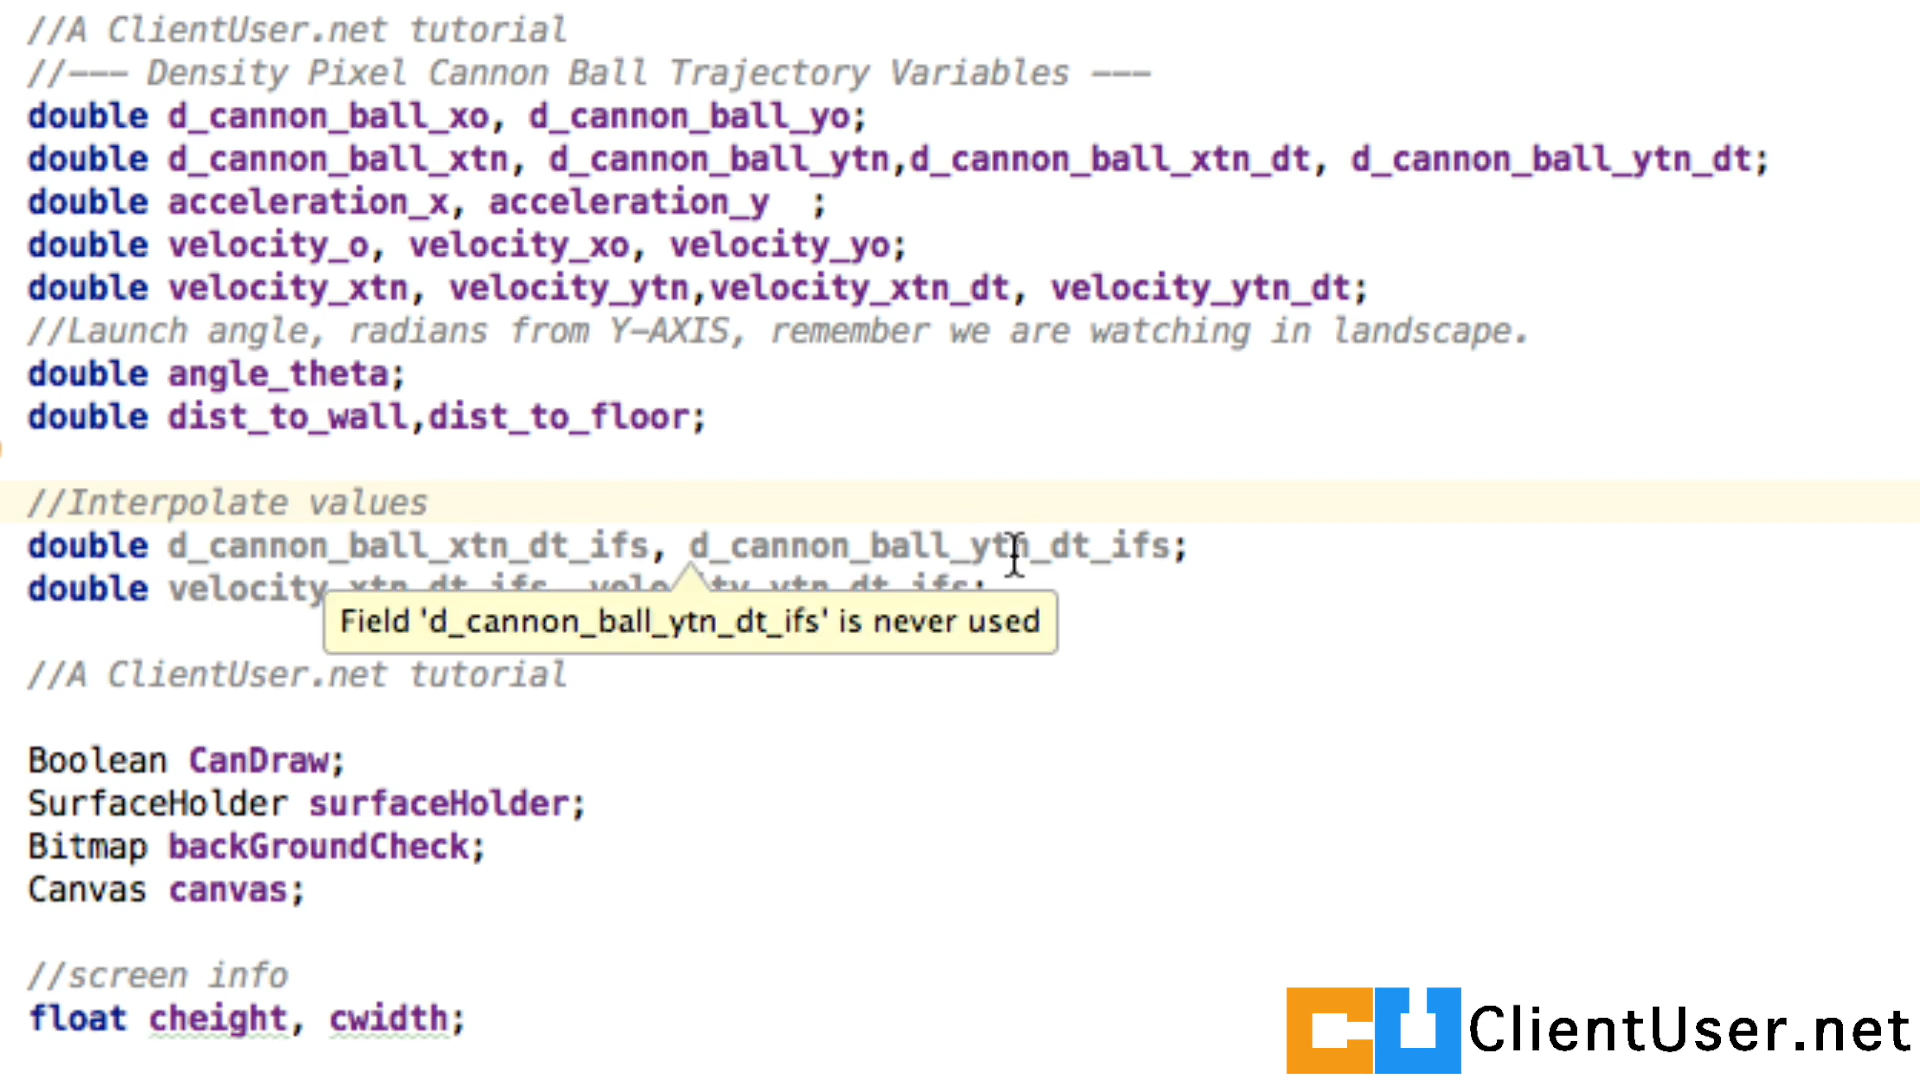 //A ClientUser.net tutorial
//--- Density Pixel Cannon Ball Trajectory Variables ---
double d_cannon_ball_xo, d_cannon_ball_yo;
double d_cannon_ball_xtn, d_cannon_ball_ytn,d_cannon_ball_xtn_dt, d_cannon_ball_ytn_dt;
double acceleration_x, acceleration_y  ;
double velocity_o, velocity_xo, velocity_yo;
double velocity_xtn, velocity_ytn,velocity_xtn_dt, velocity_ytn_dt;
//Launch angle, radians from Y-AXIS, remember we are watching in landscape.
double angle_theta;
double dist_to_wall,dist_to_floor;
//Interpolate values
double d_cannon_ball_xtn_dt_ifs, d_cannon_ball_ytn_dt_ifs;
double velocity_xtn_dt_ifs, velocity_ytn_dt_ifs;
Field 'd_cannon_ball_ytn_dt_ifs' is never used
//A ClientUser.net tutorial
Boolean CanDraw;
SurfaceHolder surfaceHolder;
Bitmap backGroundCheck;
Canvas canvas;
//screen info
float cheight, cwidth;
CU ClientUser.net